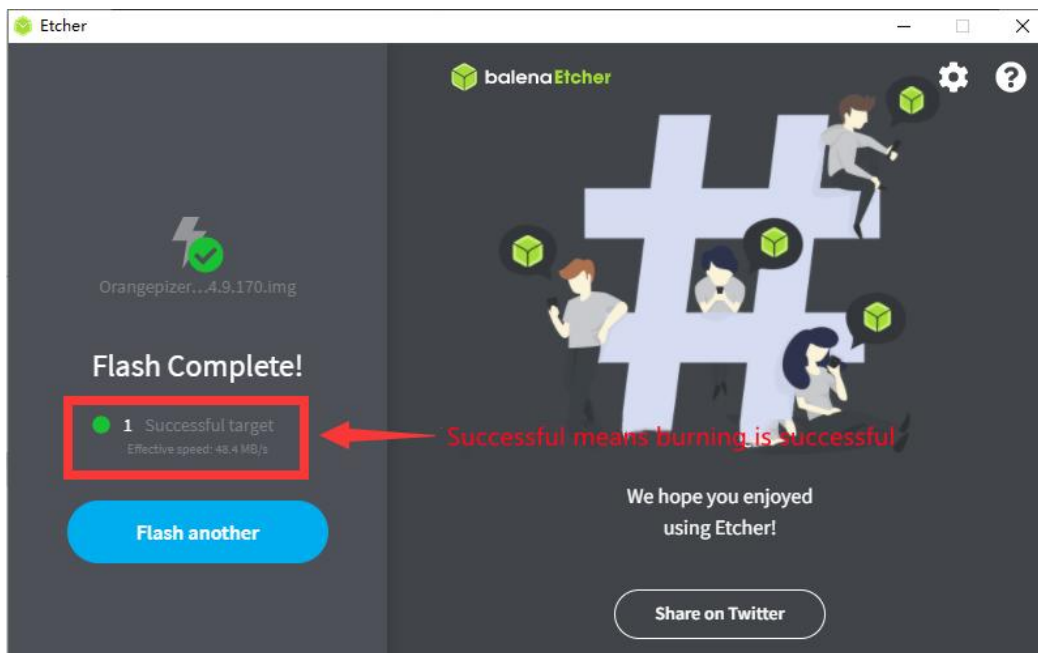 Etcher
balenaEtcher
Orangepizer...4.9.170.img
Flash Complete!
1 Successful target
Effective speed: 48.4 MB/s
Successful means burning is successful
Flash another
We hope you enjoyed
using Etcher!
Share on Twitter